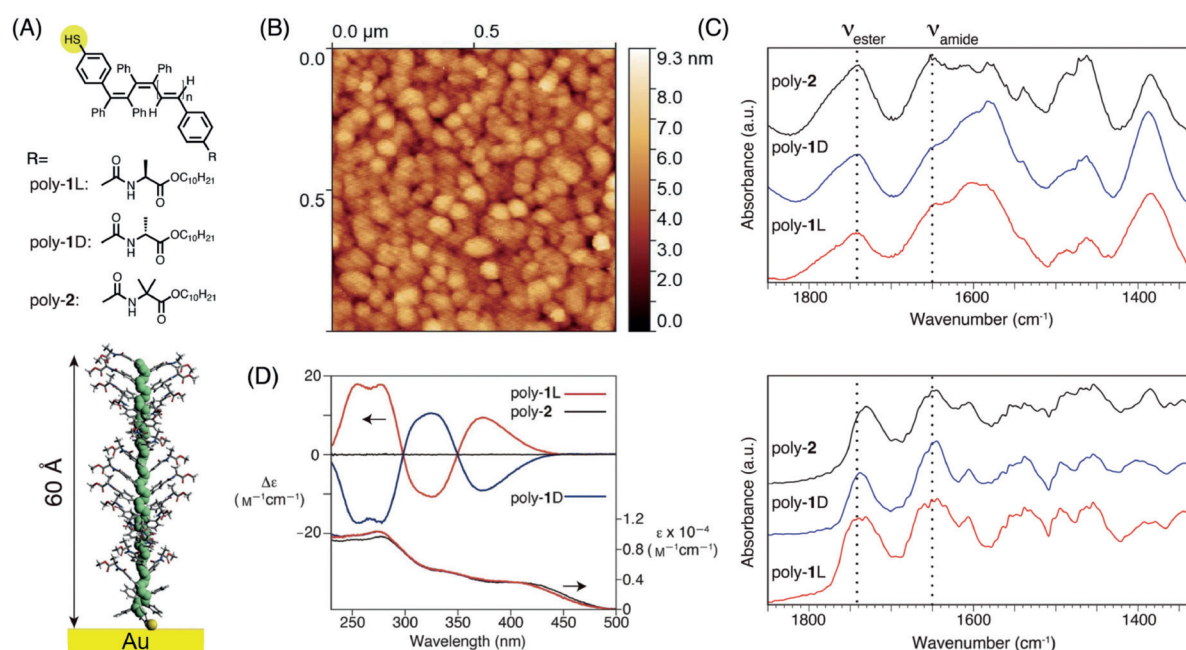 (A)
HS
Ph
Ph
Ph
H
n
Ph
Ph
Ph
H
R
R=
poly-1L:
O
N
H
O
OC₁₀H₂₁
poly-1D:
O
N
H
O
OC₁₀H₂₁
poly-2:
O
N
H
O
OC₁₀H₂₁
60 Å
Au
(B)
0.0 µm 0.5
0.0
0.5
9.3 nm
8.0
7.0
6.0
5.0
4.0
3.0
2.0
1.0
0.0
(C)
νester νamide
poly-2
poly-1D
poly-1L
Absorbance (a.u.)
1800 1600 1400
Wavenumber (cm⁻¹)
poly-2
poly-1D
poly-1L
Absorbance (a.u.)
1800 1600 1400
Wavenumber (cm⁻¹)
(D)
20
0
−20
Δε
(M⁻¹cm⁻¹)
poly-1L
poly-2
poly-1D
1.2
0.8
0.4
0
ε x 10⁻⁴
(M⁻¹cm⁻¹)
250 300 350 400 450 500
Wavelength (nm)